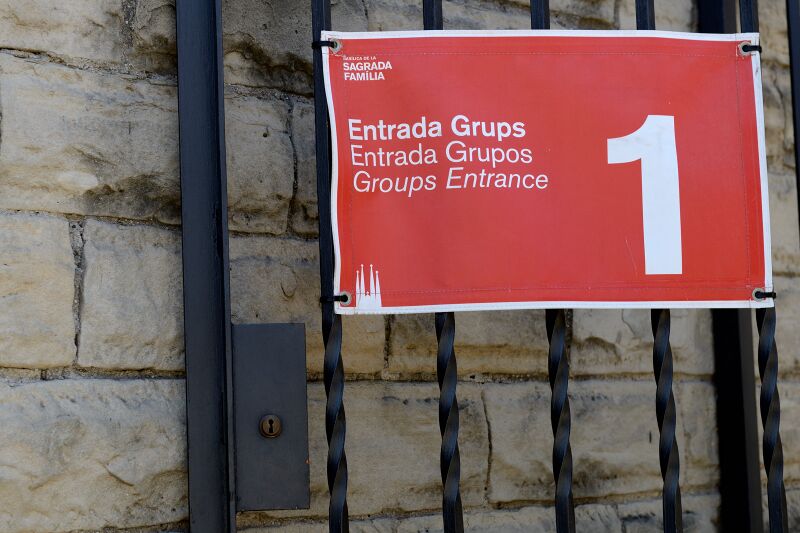 BASÍLICA DE LA
SAGRADA
FAMÍLIA
Entrada Grups
Entrada Grupos
Groups Entrance
1